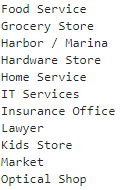 Food Service
Grocery Store
Harbor / Marina
Hardware Store
Home Service
IT Services
Insurance Office
Lawyer
Kids Store
Market
Optical Shop